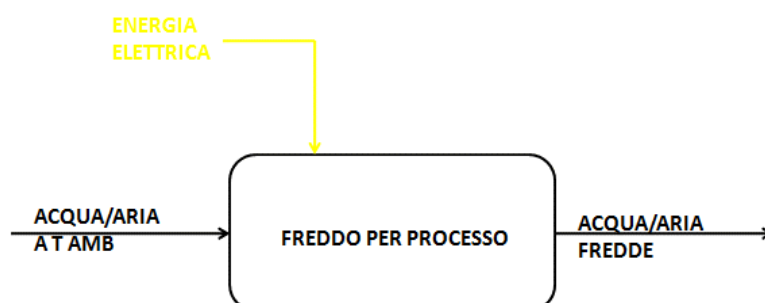 ENERGIA
ELETTRICA
ACQUA/ARIA
A T AMB
FREDDO PER PROCESSO
ACQUA/ARIA
FREDDE